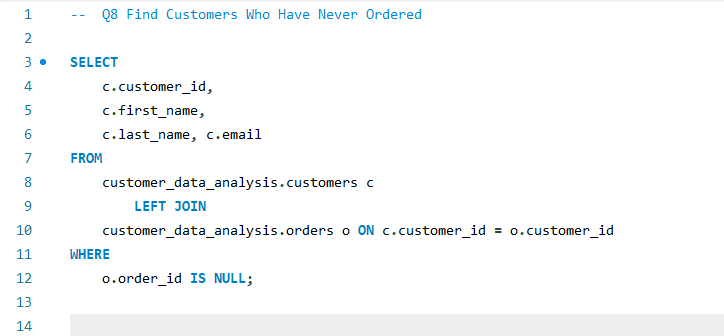 1 -- Q8 Find Customers Who Have Never Ordered
2
3 SELECT
4 c.customer_id,
5 c.first_name,
6 c.last_name, c.email
7 FROM
8 customer_data_analysis.customers c
9 LEFT JOIN
10 customer_data_analysis.orders o ON c.customer_id = o.customer_id
11 WHERE
12 o.order_id IS NULL;
13
14